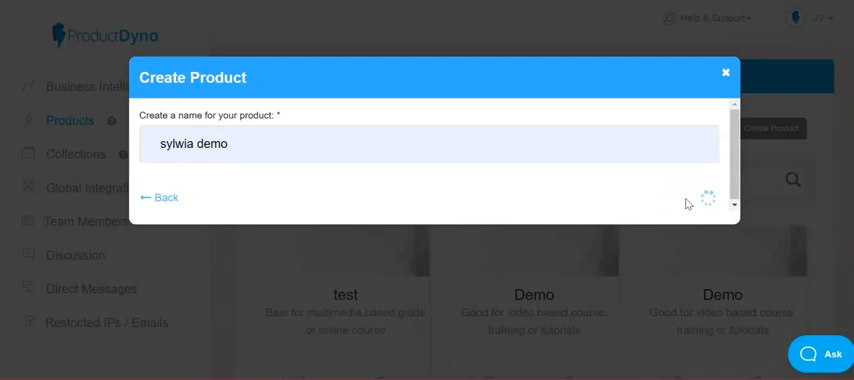 Help & Support
ProductDyno
Create Product
Create a name for your product: *
sylwia demo
Back
Business Intelli
Products
Collections
Global Integrati
Team Members
Discussion
Direct Messages
Restricted IPs / Emails
Create Product
test
Best for multimedia,based guide
or online course
Demo
Good for video based course,
training or tutorials
Demo
Good for video based course,
training or tutorials
Ask